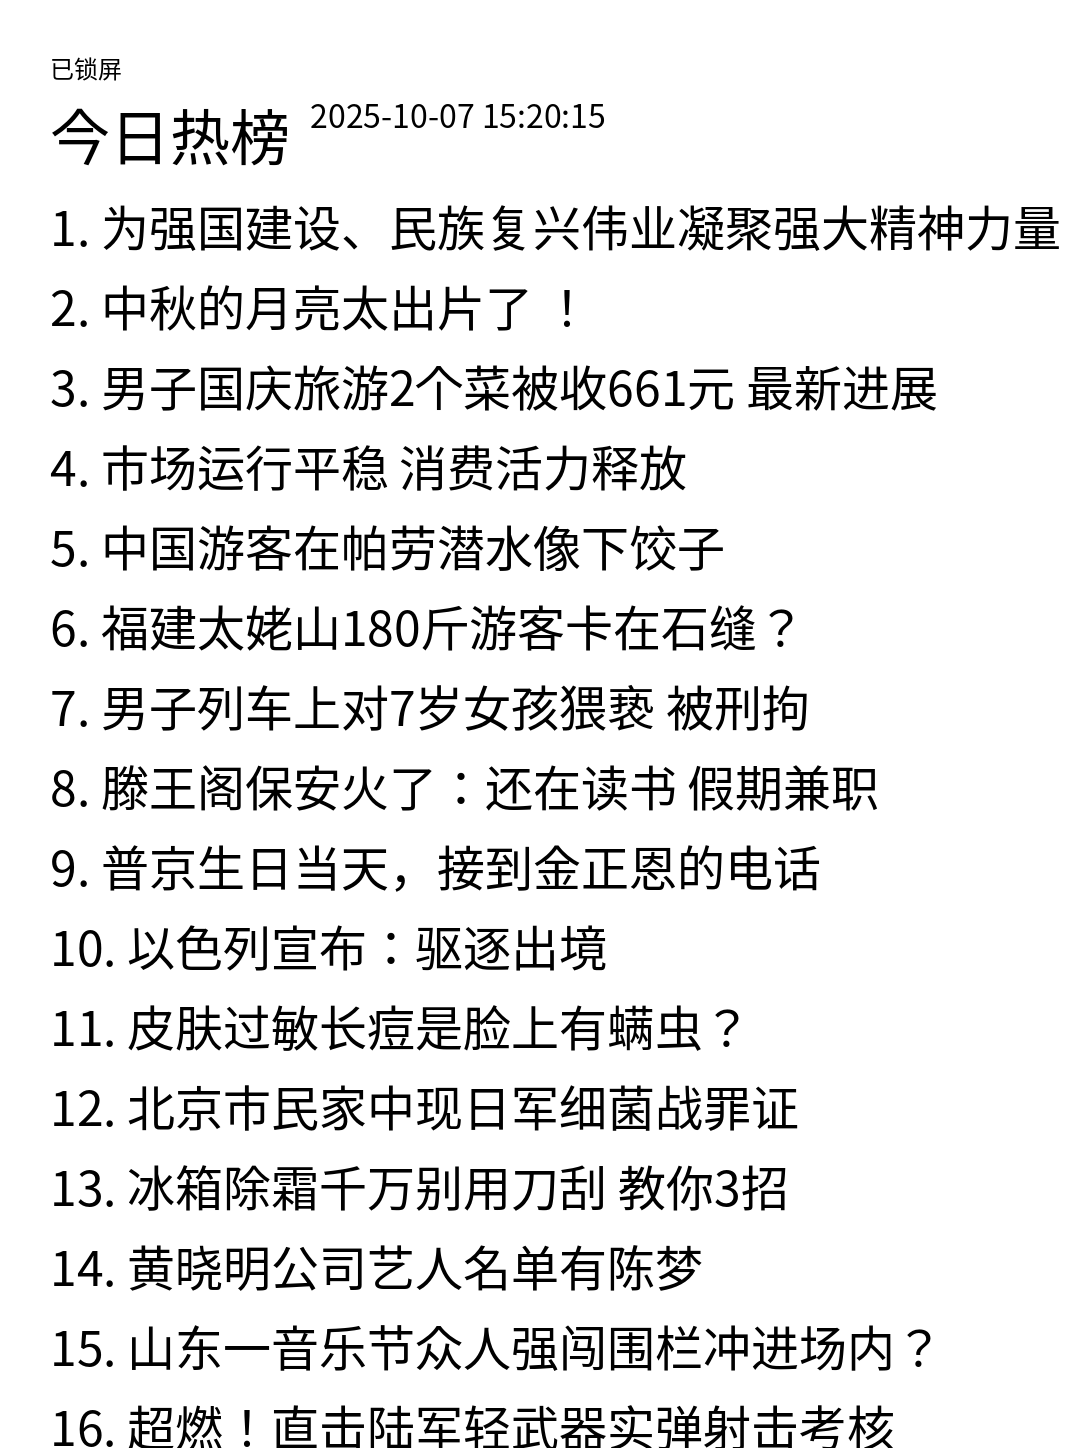 已锁屏
今日热榜 2025-10-07 15:20:15
1. 为强国建设、民族复兴伟业凝聚强大精神力量
2. 中秋的月亮太出片了 ！
3. 男子国庆旅游2个菜被收661元 最新进展
4. 市场运行平稳 消费活力释放
5. 中国游客在帕劳潜水像下饺子
6. 福建太姥山180斤游客卡在石缝？
7. 男子列车上对7岁女孩猥亵 被刑拘
8. 滕王阁保安火了：还在读书 假期兼职
9. 普京生日当天，接到金正恩的电话
10. 以色列宣布：驱逐出境
11. 皮肤过敏长痘是脸上有螨虫？
12. 北京市民家中现日军细菌战罪证
13. 冰箱除霜千万别用刀刮 教你3招
14. 黄晓明公司艺人名单有陈梦
15. 山东一音乐节众人强闯围栏冲进场内？
16. 超燃！直击陆军轻武器实弹射击考核